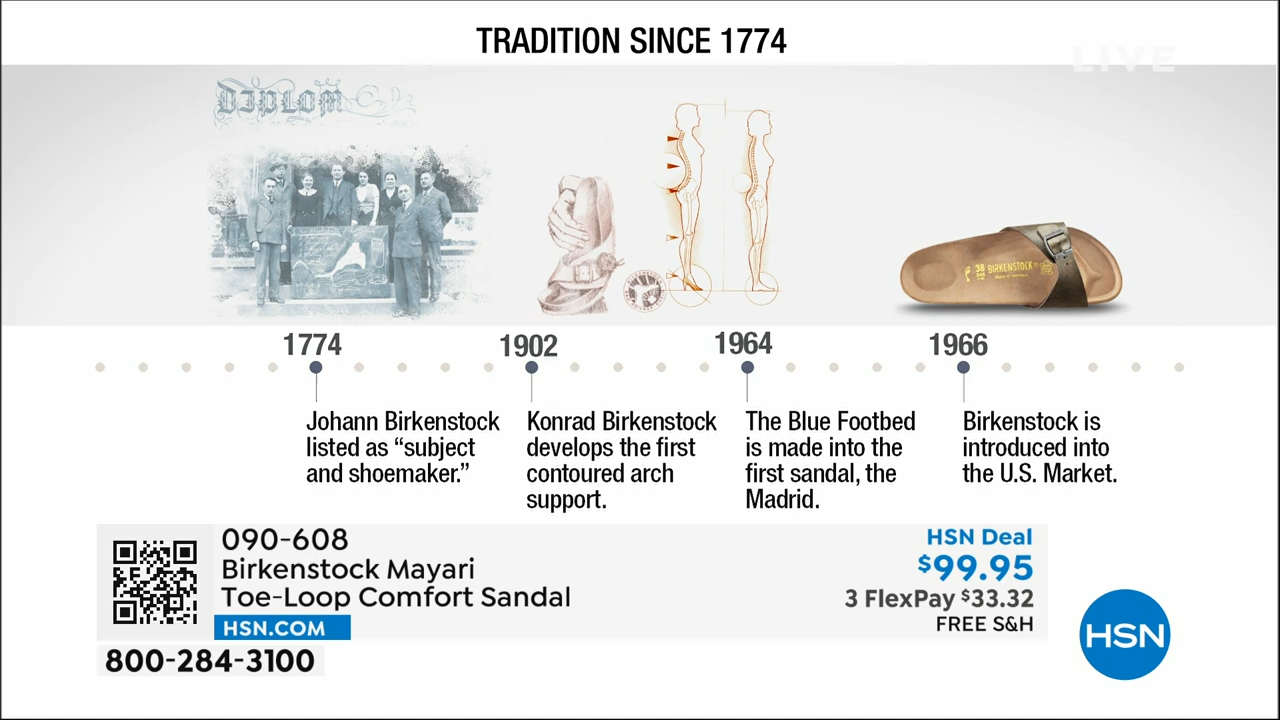 TRADITION SINCE 1774
LIVE
Diplom
BIRKENSTOCK
38
1774
1902
1964
1966
Johann Birkenstock
listed as “subject
and shoemaker.”
Konrad Birkenstock
develops the first
contoured arch
support.
The Blue Footbed
is made into the
first sandal, the
Madrid.
Birkenstock is
introduced into
the U.S. Market.
090-608
Birkenstock Mayari
Toe-Loop Comfort Sandal
HSN.COM
800-284-3100
HSN Deal
$99.95
3 FlexPay $33.32
FREE S&H
HSN